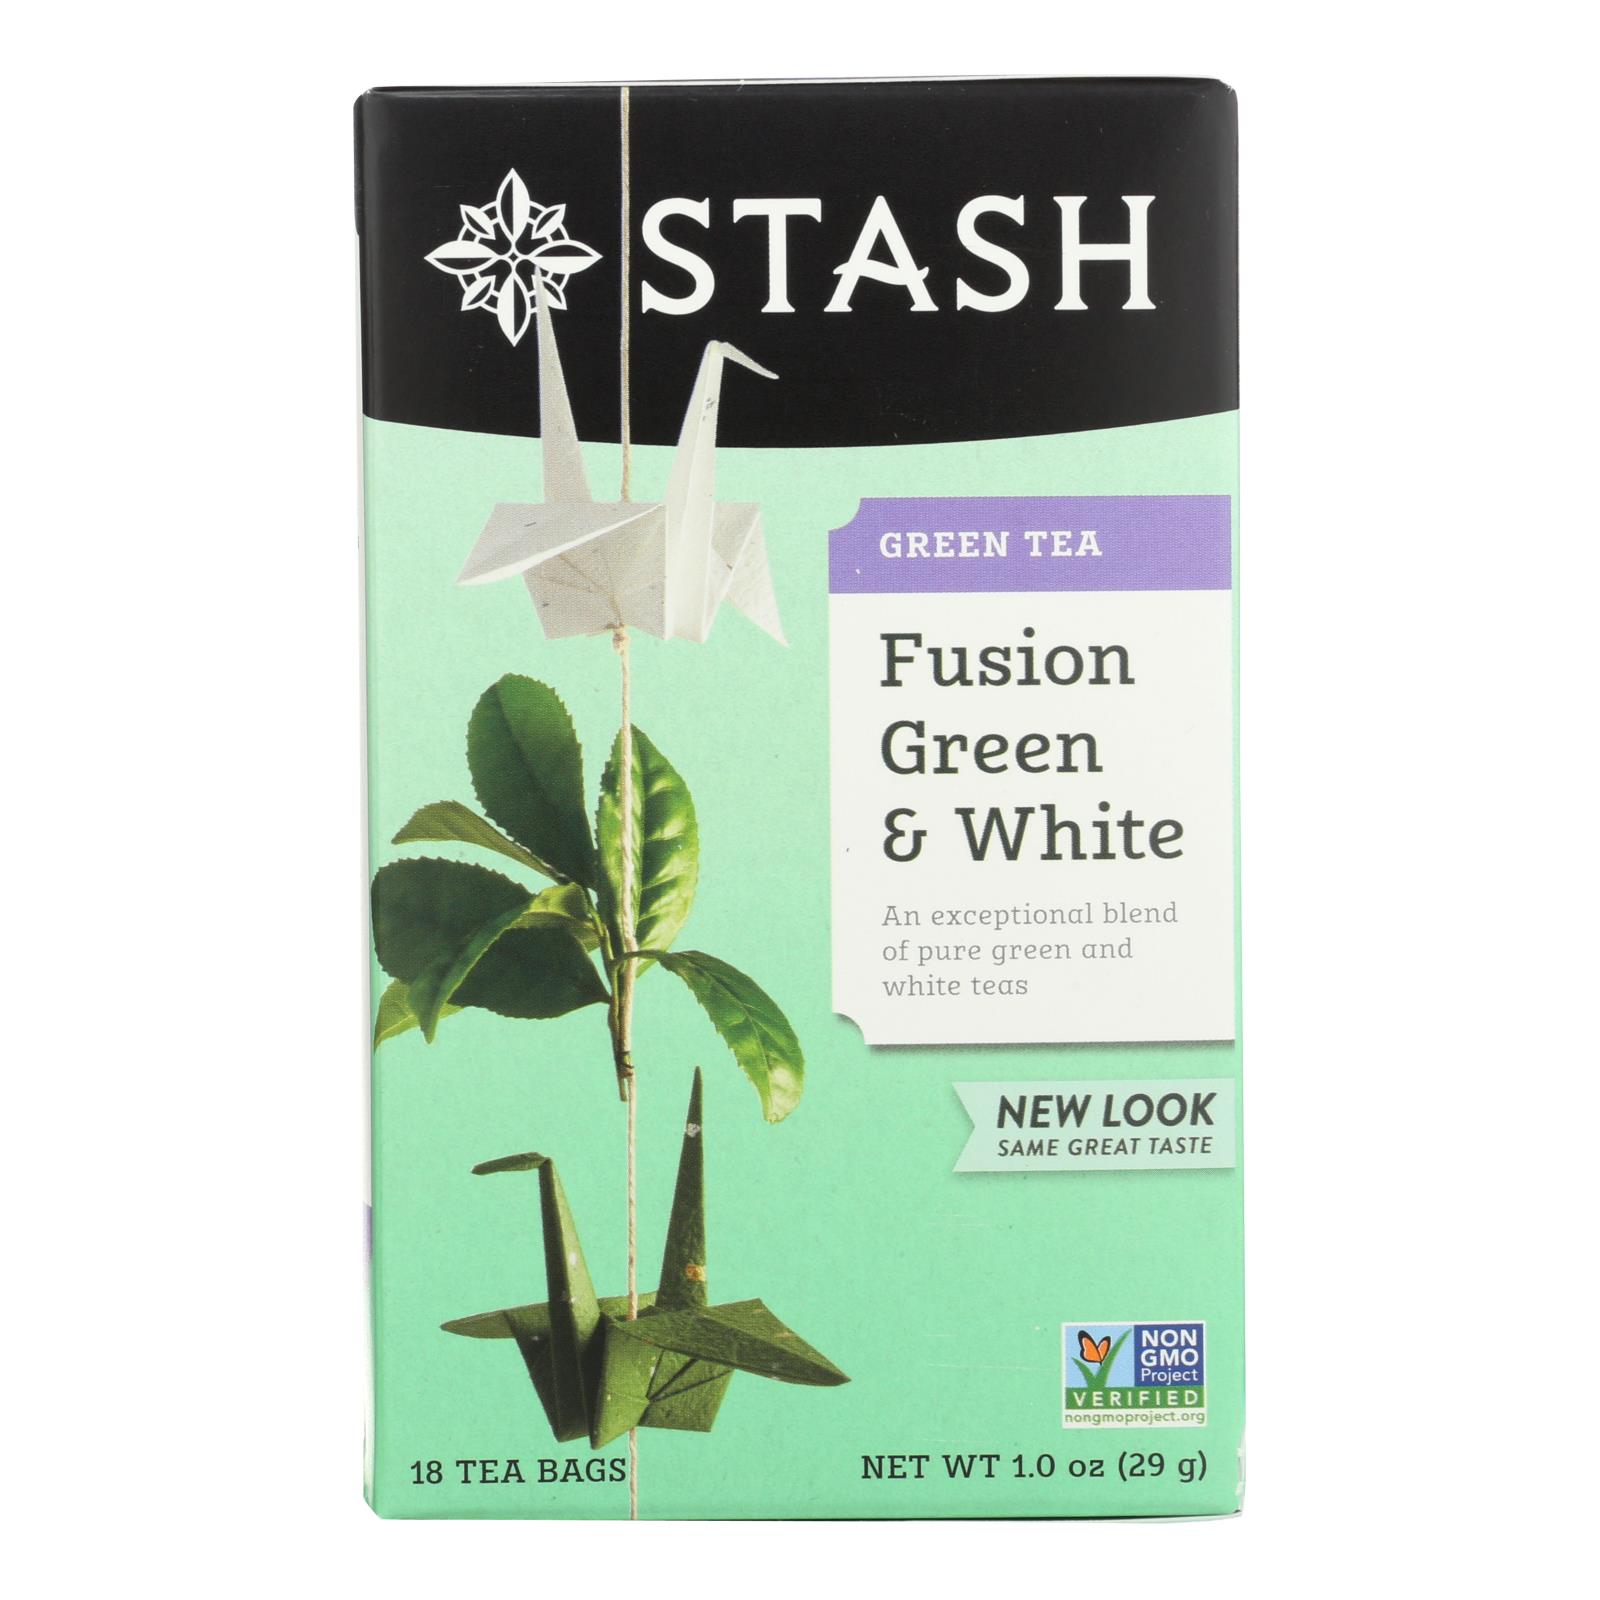 STASH
GREEN TEA
Fusion
Green
& White
An exceptional blend
of pure green and
white teas
NEW LOOK
SAME GREAT TASTE
NON
GMO
Project
VERIFIED
nongmoproject.org
18 TEA BAGS
NET WT 1.0 oz (29 g)